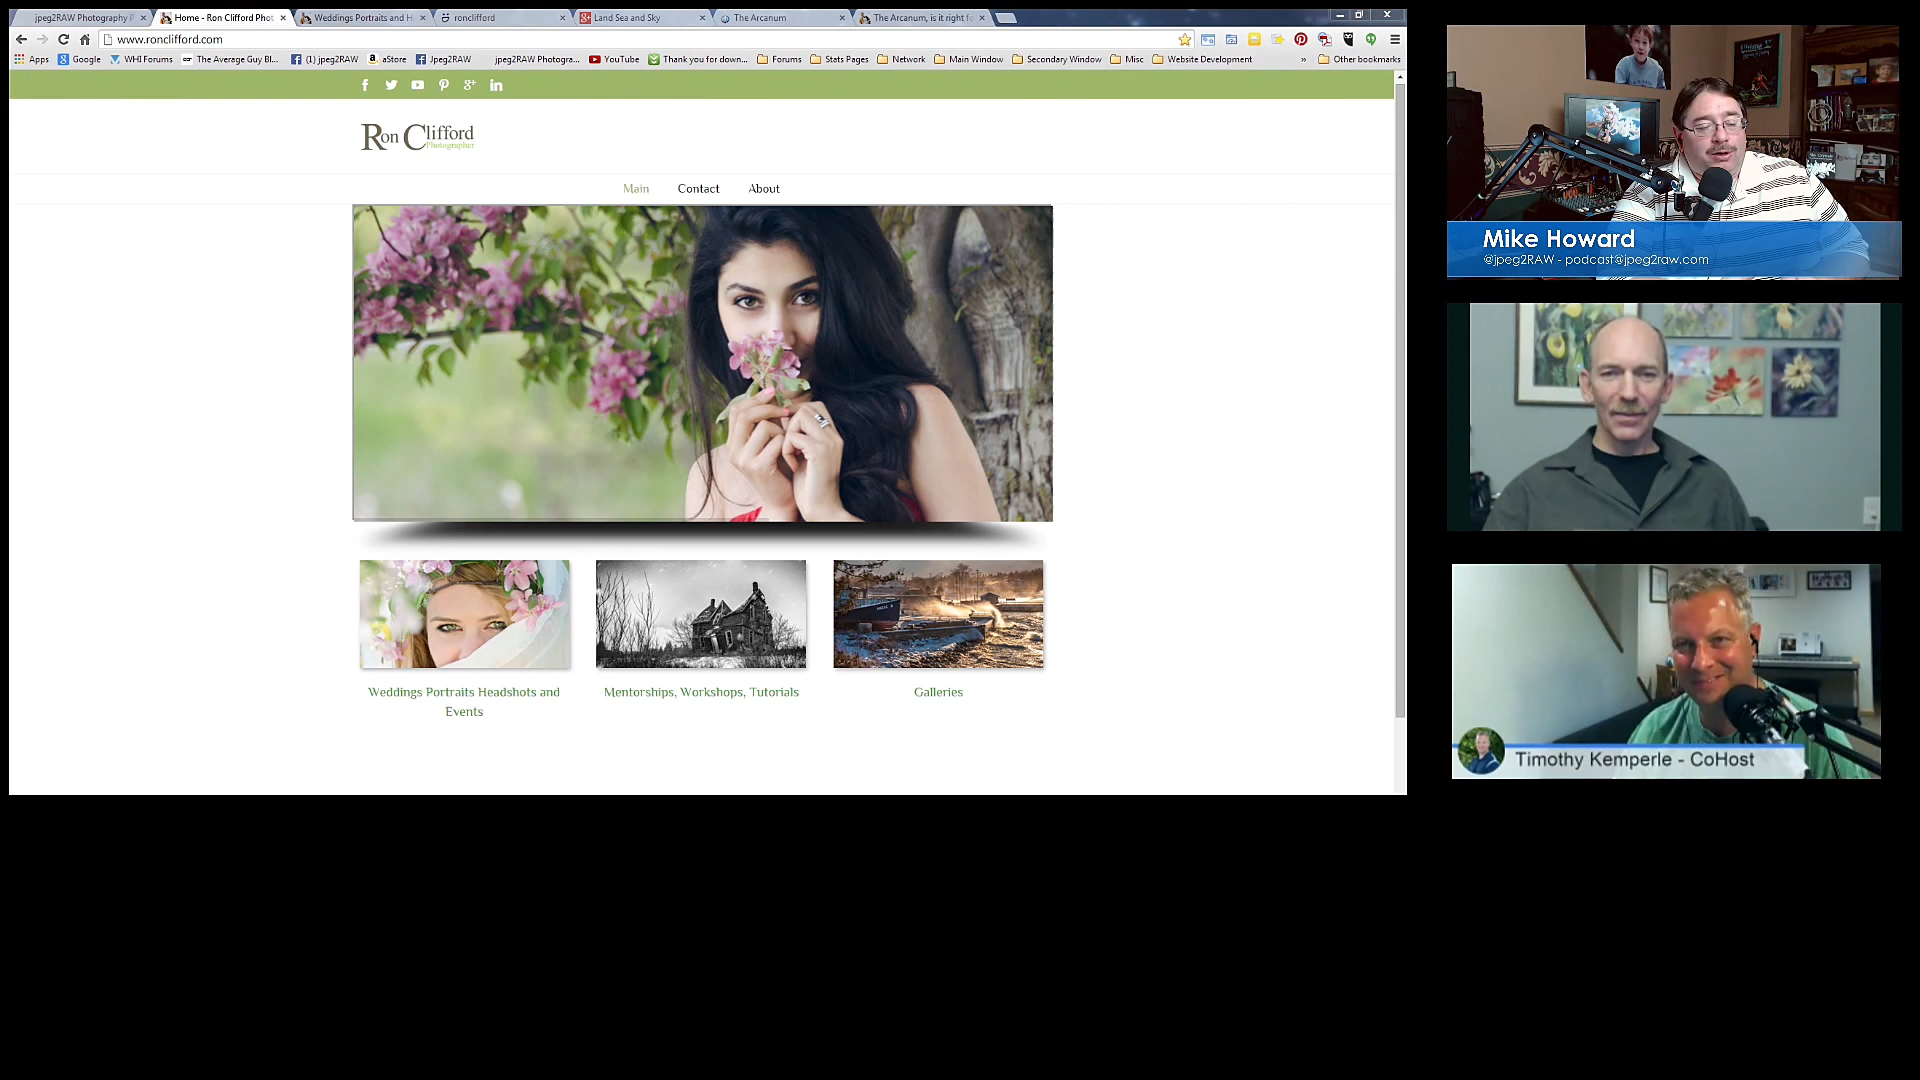 jpeg2RAW Photography P
Home - Ron Clifford Phot
Weddings Portraits and H
ronclifford
Land Sea and Sky
The Arcanum
The Arcanum, is it right fo
www.ronclifford.com
Apps
Google
WHI Forums
The Average Guy Bl...
(1) jpeg2RAW
aStore
Jpeg2RAW
jpeg2RAW Photogra...
YouTube
Thank you for down...
Forums
Stats Pages
Network
Main Window
Secondary Window
Misc
Website Development
»
Other bookmarks
Ron Clifford
Photographer
Main
Contact
About
Weddings Portraits Headshots and
Events
Mentorships, Workshops, Tutorials
Galleries
Mike Howard
@jpeg2RAW - podcast@jpeg2raw.com
Timothy Kemperle - CoHost